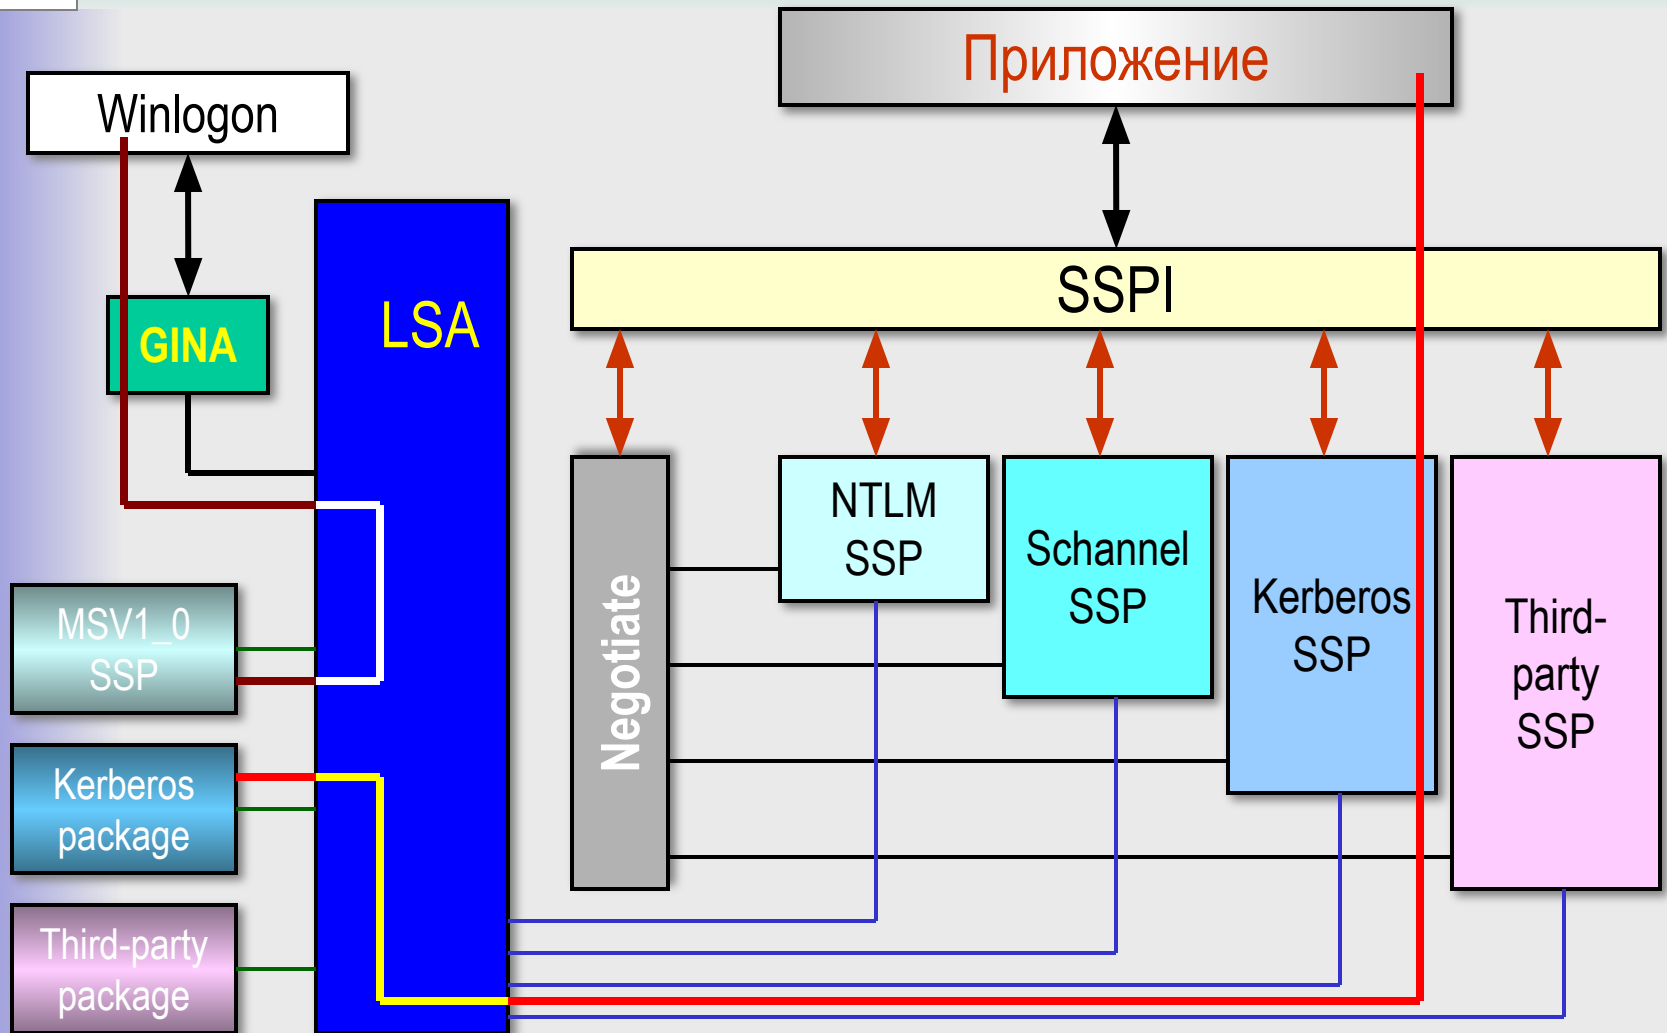 Приложение
Winlogon
SSPI
LSA
GINA
Negotiate
NTLM
SSP
Schannel
SSP
Kerberos
SSP
Third-
party
SSP
MSV1_0
SSP
Kerberos
package
Third-party
package